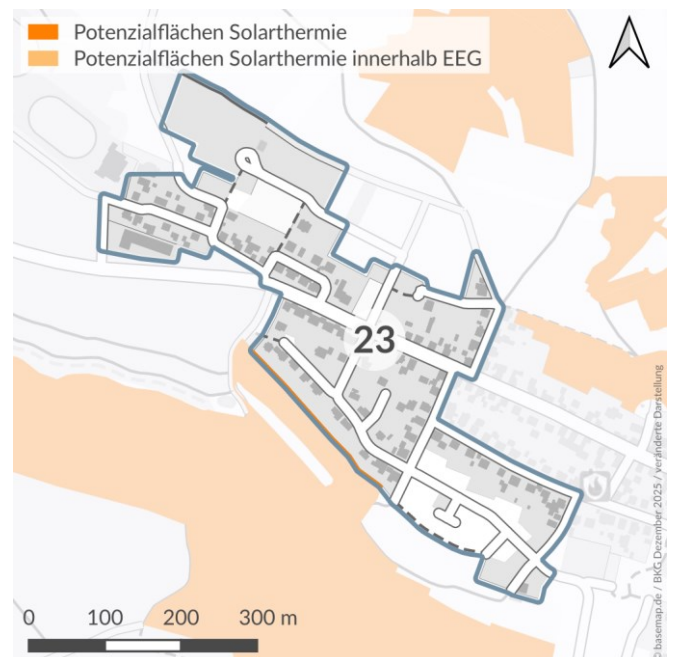 Potenzialflächen Solarthermie
Potenzialflächen Solarthermie innerhalb EEG
23
0 100 200 300 m
© basemap.de / BKG Dezember 2025 / veränderte Darstellung